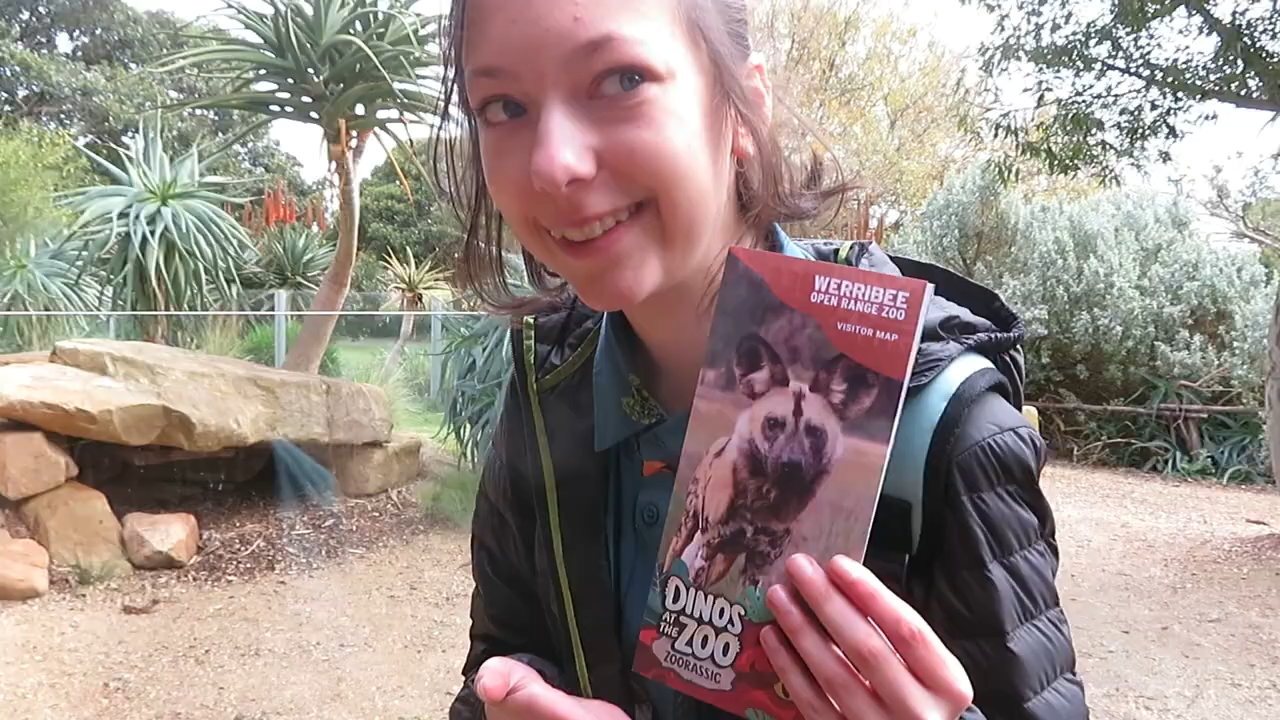 WERRIBEE
OPEN RANGE ZOO
VISITOR MAP
DINOS
AT
THE
ZOO
ZOORASSIC